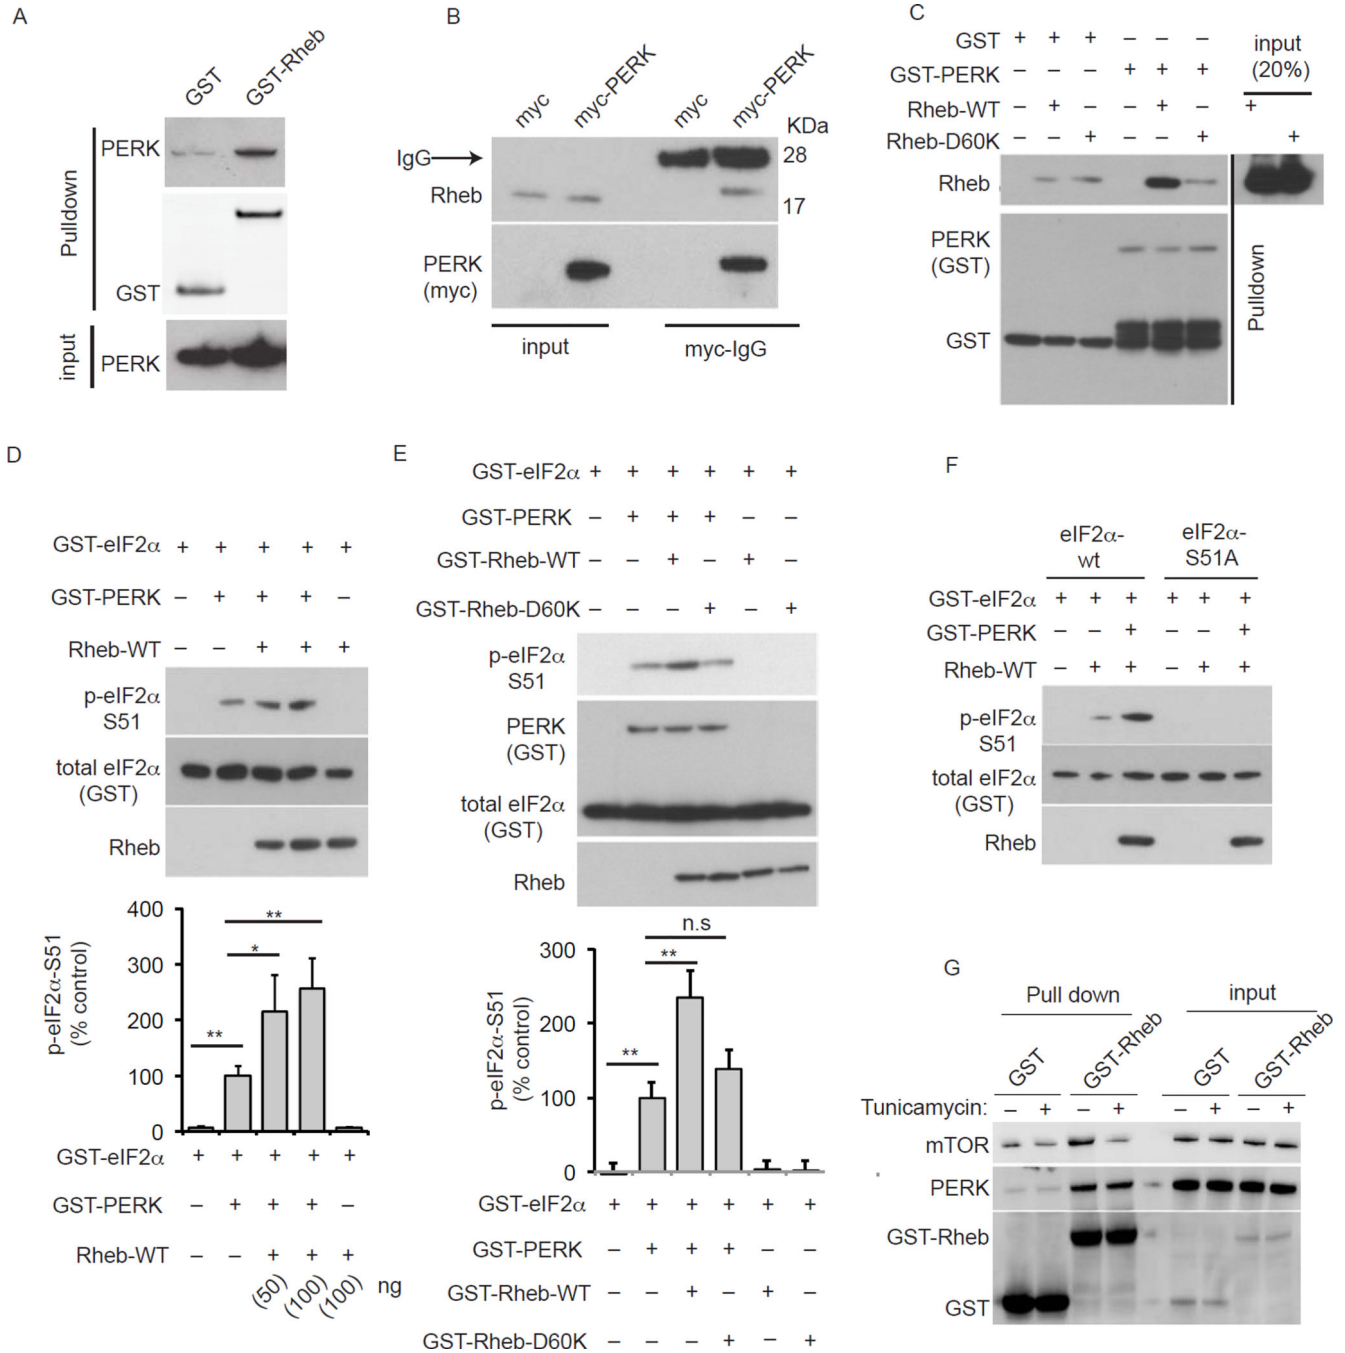 A
GST
GST-Rheb
Pulldown
PERK
GST
input
PERK
B
myc
myc-PERK
myc
myc-PERK
KDa
IgG
28
Rheb
17
PERK
(myc)
input
myc-IgG
C
GST + + + – – –
input
(20%)
GST-PERK – – – + + +
Rheb-WT – + – – + – +
Rheb-D60K – – + – – + +
Rheb
PERK
(GST)
GST
Pulldown
D
GST-eIF2α + + + + +
GST-PERK – + + + –
Rheb-WT – – + + +
p-eIF2α
S51
total eIF2α
(GST)
Rheb
p-eIF2α-S51
(% control)
400
300
200
100
0
**
*
**
GST-eIF2α + + + + +
GST-PERK – + + + –
Rheb-WT – – + + +
(50) (100) (100) ng
E
GST-eIF2α + + + + + +
GST-PERK – + + + – –
GST-Rheb-WT – – + – + –
GST-Rheb-D60K – – – + – +
p-eIF2α
S51
PERK
(GST)
total eIF2α
(GST)
Rheb
p-eIF2α-S51
(% control)
300
200
100
0
n.s
**
**
GST-eIF2α + + + + + +
GST-PERK – + + + – –
GST-Rheb-WT – – + – + –
GST-Rheb-D60K – – – + – +
F
eIF2α-
wt
eIF2α-
S51A
GST-eIF2α + + + + + +
GST-PERK – – + – – +
Rheb-WT – + + – + +
p-eIF2α
S51
total eIF2α
(GST)
Rheb
G
Pull down
input
GST
GST-Rheb
GST
GST-Rheb
Tunicamycin: – + – + – + – +
mTOR
PERK
GST-Rheb
GST